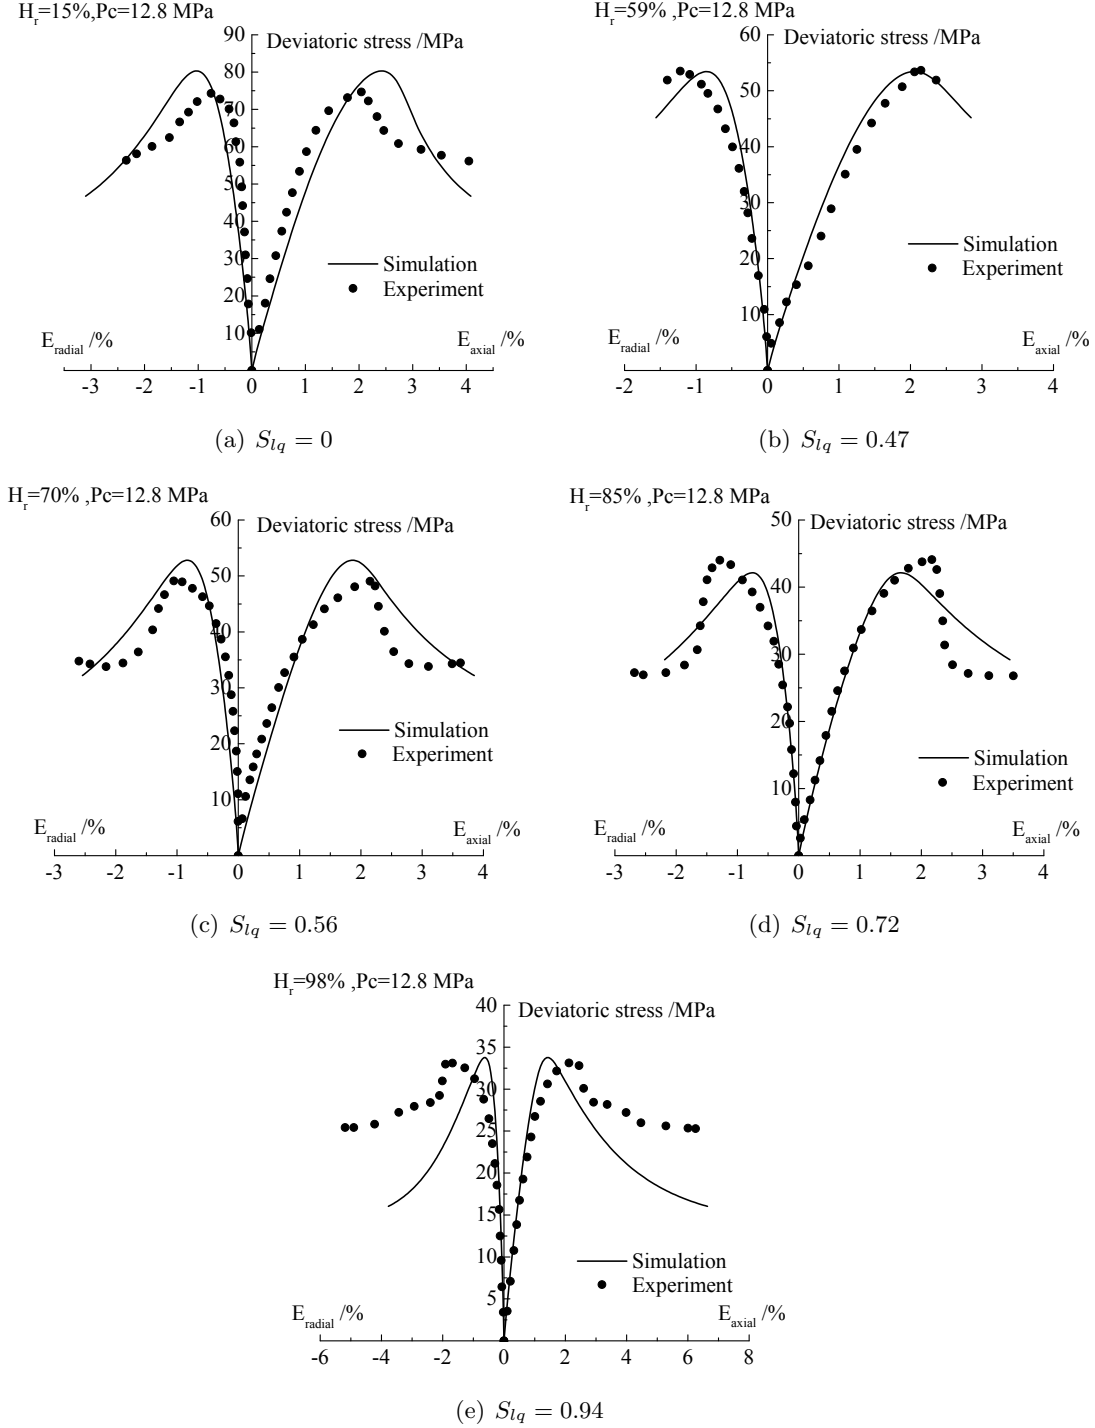 H_r=15%,Pc=12.8 MPa
Deviatoric stress /MPa
90
80
70
60
50
40
30
20
10
Simulation
Experiment
E_radial /%
E_axial /%
-3 -2 -1 0 1 2 3 4
(a) S_lq = 0
H_r=59% ,Pc=12.8 MPa
Deviatoric stress /MPa
60
50
40
30
20
10
Simulation
Experiment
E_radial /%
E_axial /%
-2 -1 0 1 2 3 4
(b) S_lq = 0.47
H_r=70% ,Pc=12.8 MPa
Deviatoric stress /MPa
60
50
40
30
20
10
Simulation
Experiment
E_radial /%
E_axial /%
-3 -2 -1 0 1 2 3 4
(c) S_lq = 0.56
H_r=85% ,Pc=12.8 MPa
Deviatoric stress /MPa
50
40
30
20
10
Simulation
Experiment
E_radial /%
E_axial /%
-3 -2 -1 0 1 2 3 4
(d) S_lq = 0.72
H_r=98% ,Pc=12.8 MPa
Deviatoric stress /MPa
40
35
30
25
20
15
10
5
Simulation
Experiment
E_radial /%
E_axial /%
-6 -4 -2 0 2 4 6 8
(e) S_lq = 0.94